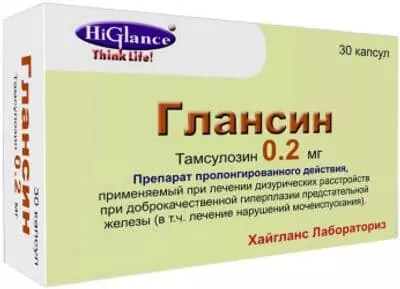 HiGlance
Think Life!
30 капсул
Глансин
Тамсулозин 0.2 мг
Препарат пролонгированного действия,
применяемый при лечении дизурических расстройств
при доброкачественной гиперплазии предстательной
железы (в т.ч. лечение нарушений мочеиспускания).
Хайгланс Лабораториз
Глансин
Тамсулозин 0.2 мг
30 капсул